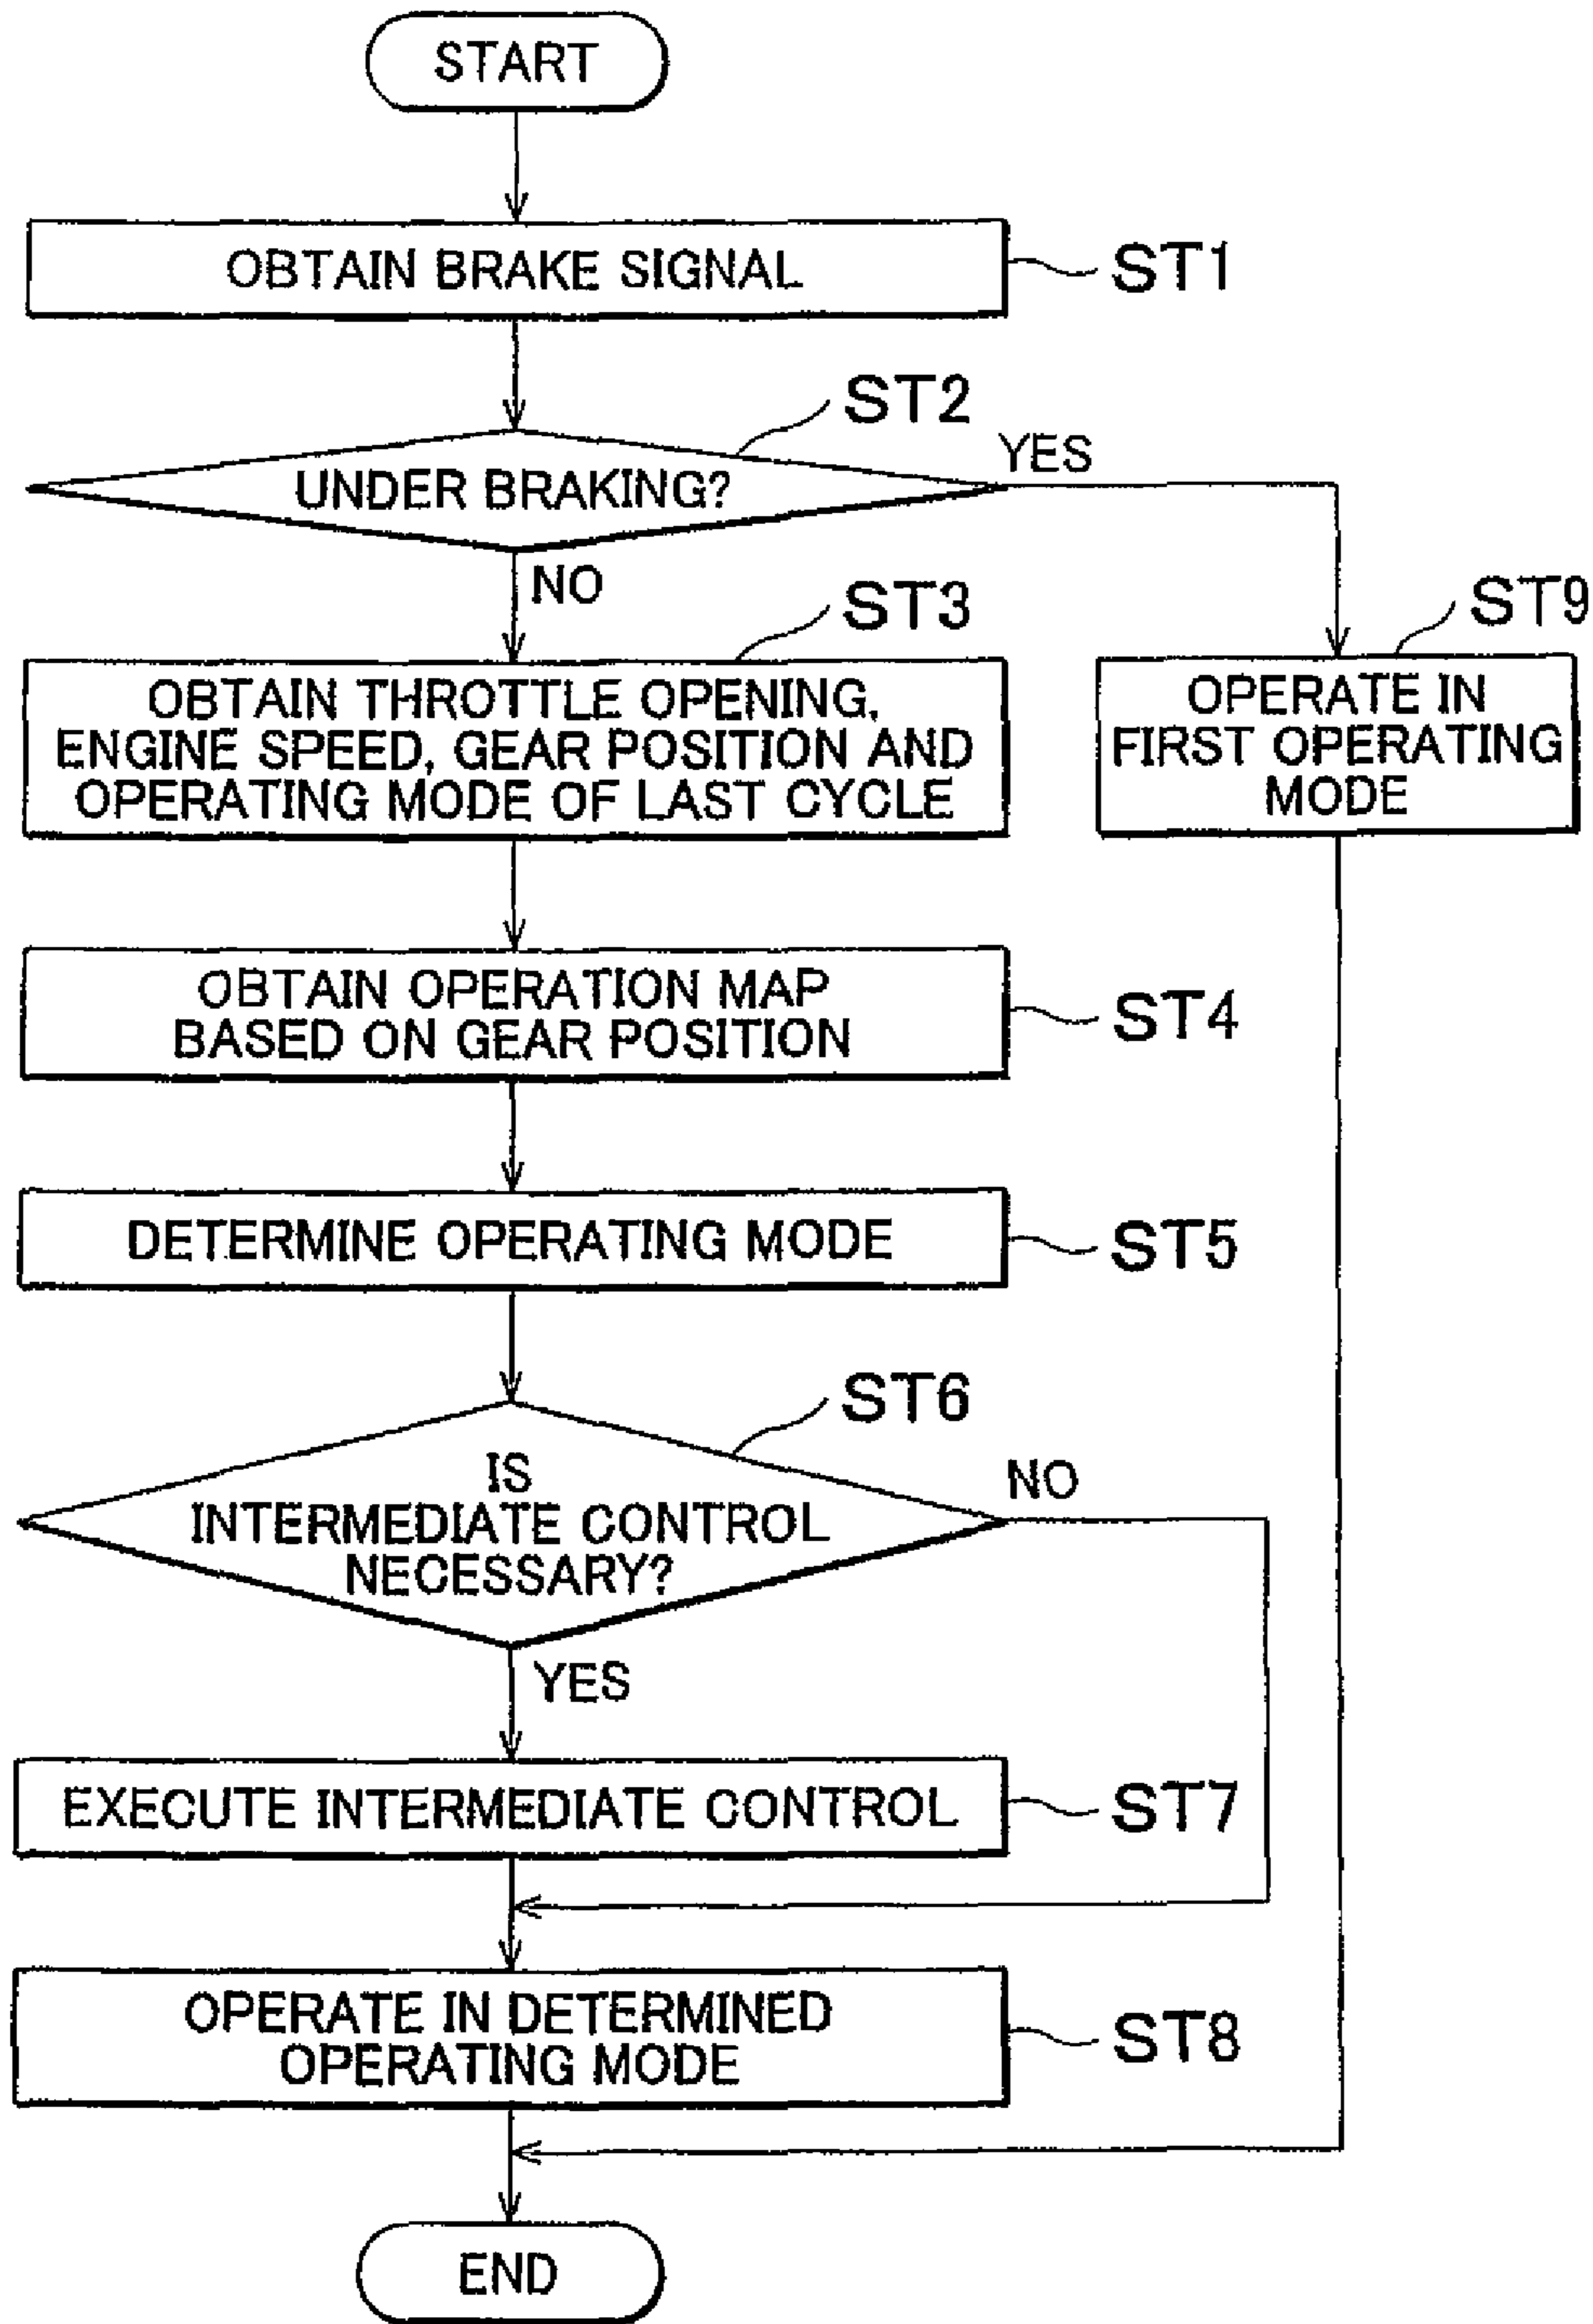 START
OBTAIN BRAKE SIGNAL
ST1
ST2
UNDER BRAKING?
YES
NO
ST3
OBTAIN THROTTLE OPENING,
ENGINE SPEED, GEAR POSITION AND
OPERATING MODE OF LAST CYCLE
ST9
OPERATE IN
FIRST OPERATING
MODE
OBTAIN OPERATION MAP
BASED ON GEAR POSITION
ST4
DETERMINE OPERATING MODE
ST5
ST6
IS
INTERMEDIATE CONTROL
NECESSARY?
NO
YES
EXECUTE INTERMEDIATE CONTROL
ST7
OPERATE IN DETERMINED
OPERATING MODE
ST8
END